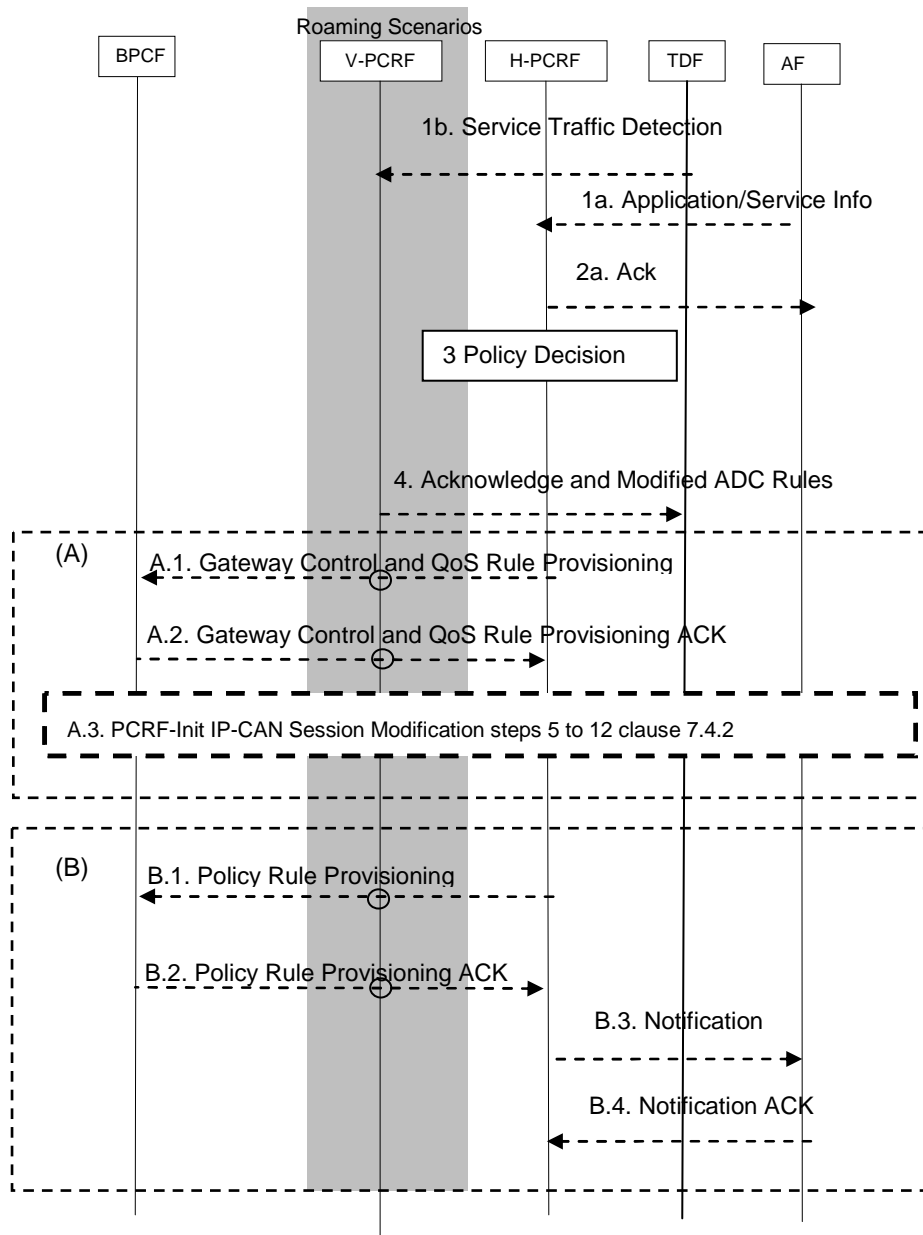 Roaming Scenarios
BPCF
V-PCRF
H-PCRF
TDF
AF
1b. Service Traffic Detection
1a. Application/Service Info
2a. Ack
3 Policy Decision
4. Acknowledge and Modified ADC Rules
(A)
A.1. Gateway Control and QoS Rule Provisioning
A.2. Gateway Control and QoS Rule Provisioning ACK
A.3. PCRF-Init IP-CAN Session Modification steps 5 to 12 clause 7.4.2
(B)
B.1. Policy Rule Provisioning
B.2. Policy Rule Provisioning ACK
B.3. Notification
B.4. Notification ACK